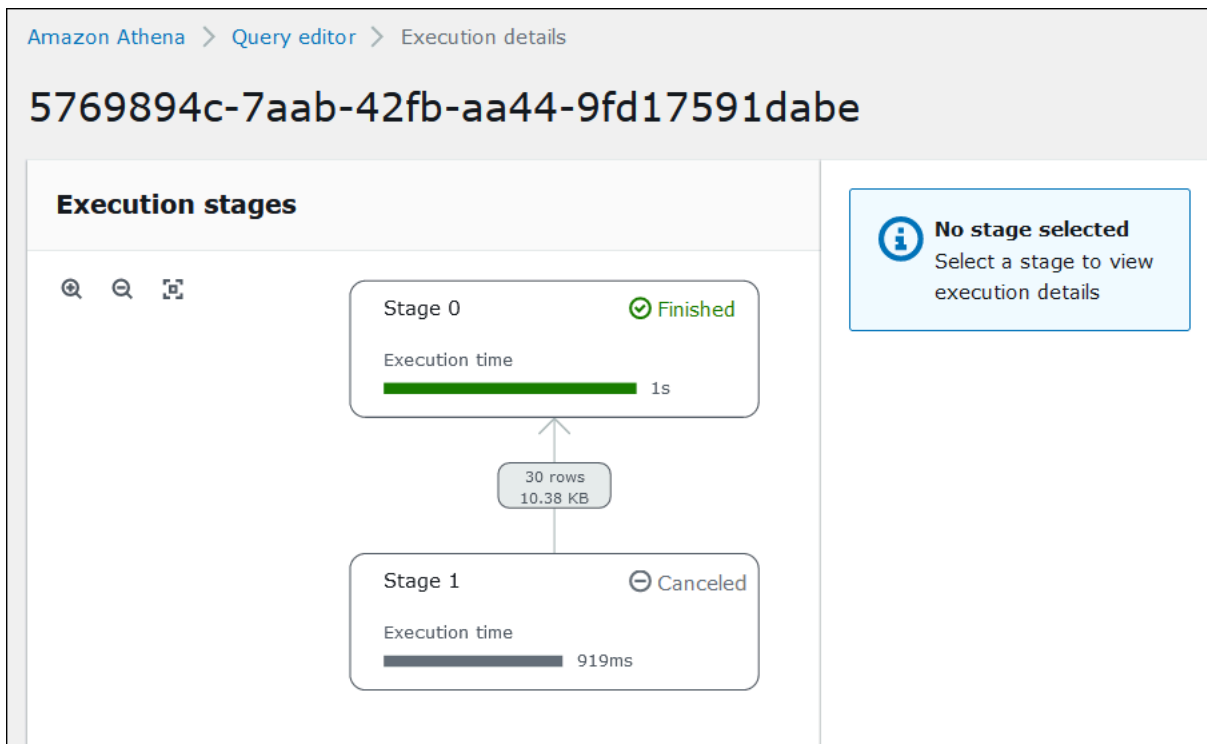 Amazon Athena > Query editor > Execution details
5769894c-7aab-42fb-aa44-9fd17591dabe
Execution stages
No stage selected
Select a stage to view
execution details
Stage 0 Finished
Execution time
1s
30 rows
10.38 KB
Stage 1 Canceled
Execution time
919ms